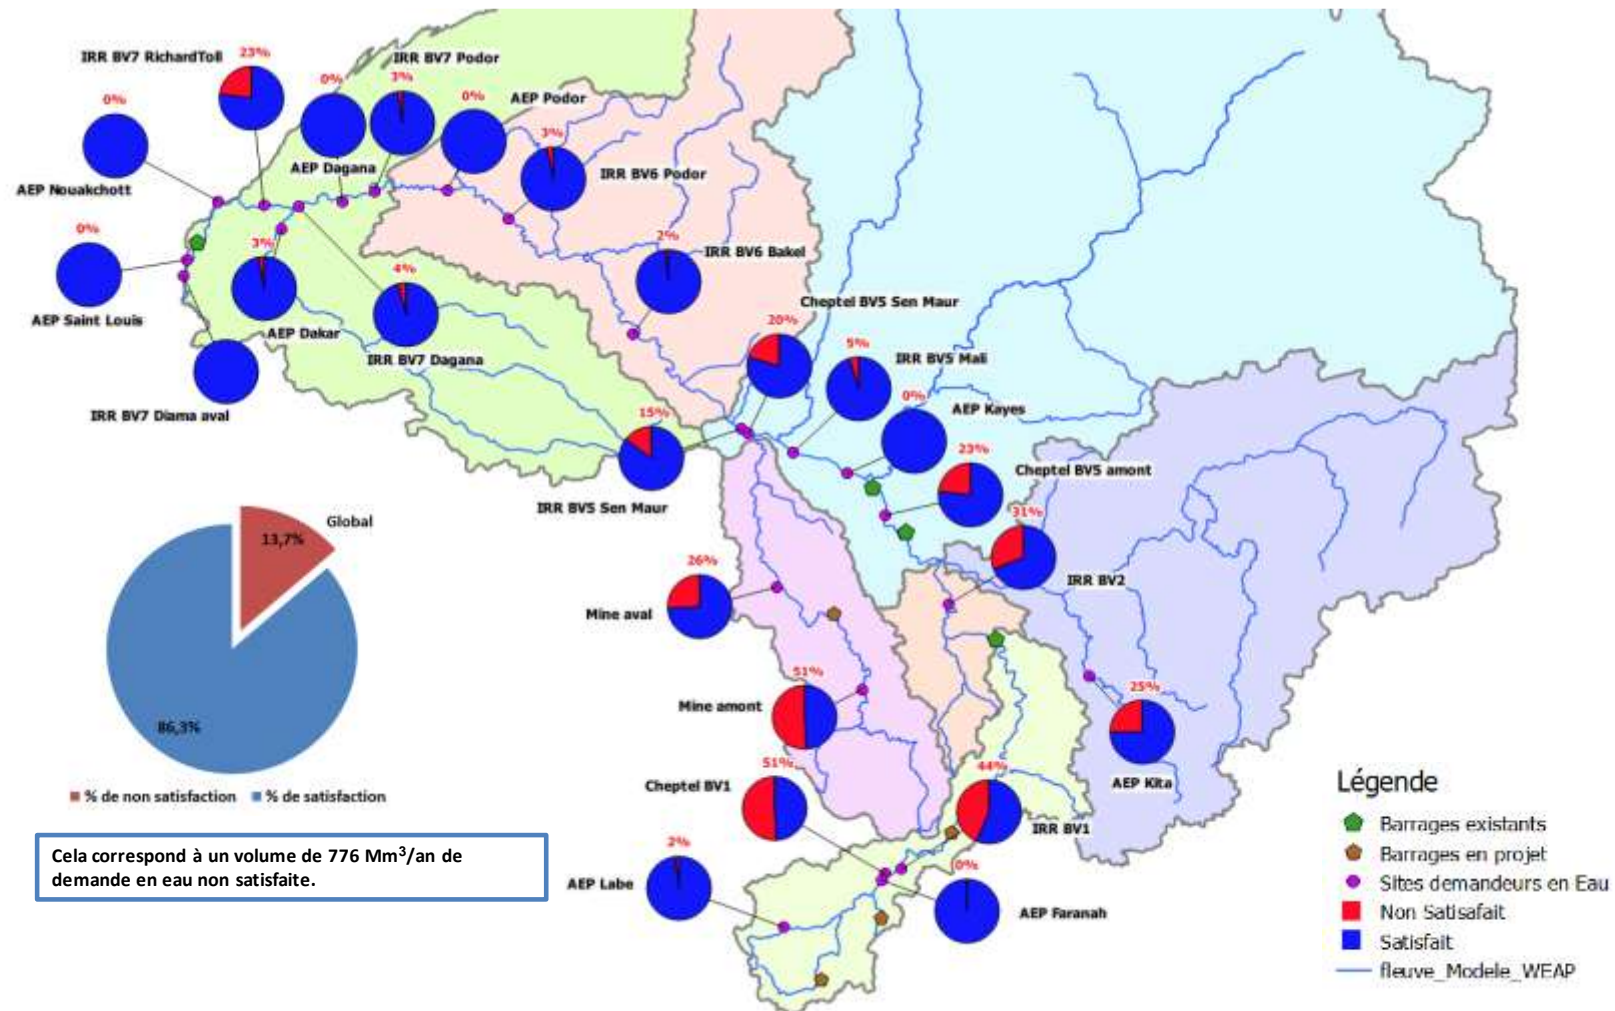 IRR BV7 RichardToll
23%
IRR BV7 Podor
0%
3%
0%
AEP Podor
0%
3%
IRR BV6 Podor
AEP Dagana
AEP Nouakchott
0%
3%
2%
IRR BV6 Bakel
4%
Cheptel BV5 Sen Maur
AEP Saint Louis
AEP Dakar
20%
IRR BV7 Dagana
5%
IRR BV5 Mali
0%
AEP Kayes
IRR BV7 Diama aval
15%
23%
Cheptel BV5 amont
IRR BV5 Sen Maur
31%
IRR BV2
Global
13,7%
86,3%
% de non satisfaction
% de satisfaction
26%
Mine aval
51%
Mine amont
25%
AEP Kita
51%
Cheptel BV1
44%
IRR BV1
2%
AEP Labe
0%
AEP Faranah
Cela correspond à un volume de 776 Mm³/an de
demande en eau non satisfaite.
Légende
Barrages existants
Barrages en projet
Sites demandeurs en Eau
Non Satisafait
Satisfait
fleuve_Modele_WEAP